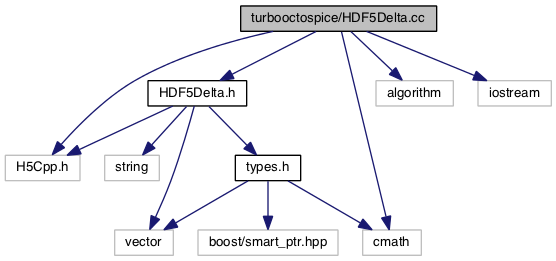 turbooctospice/HDF5Delta.cc
HDF5Delta.h
algorithm
iostream
H5Cpp.h
string
types.h
vector
boost/smart_ptr.hpp
cmath